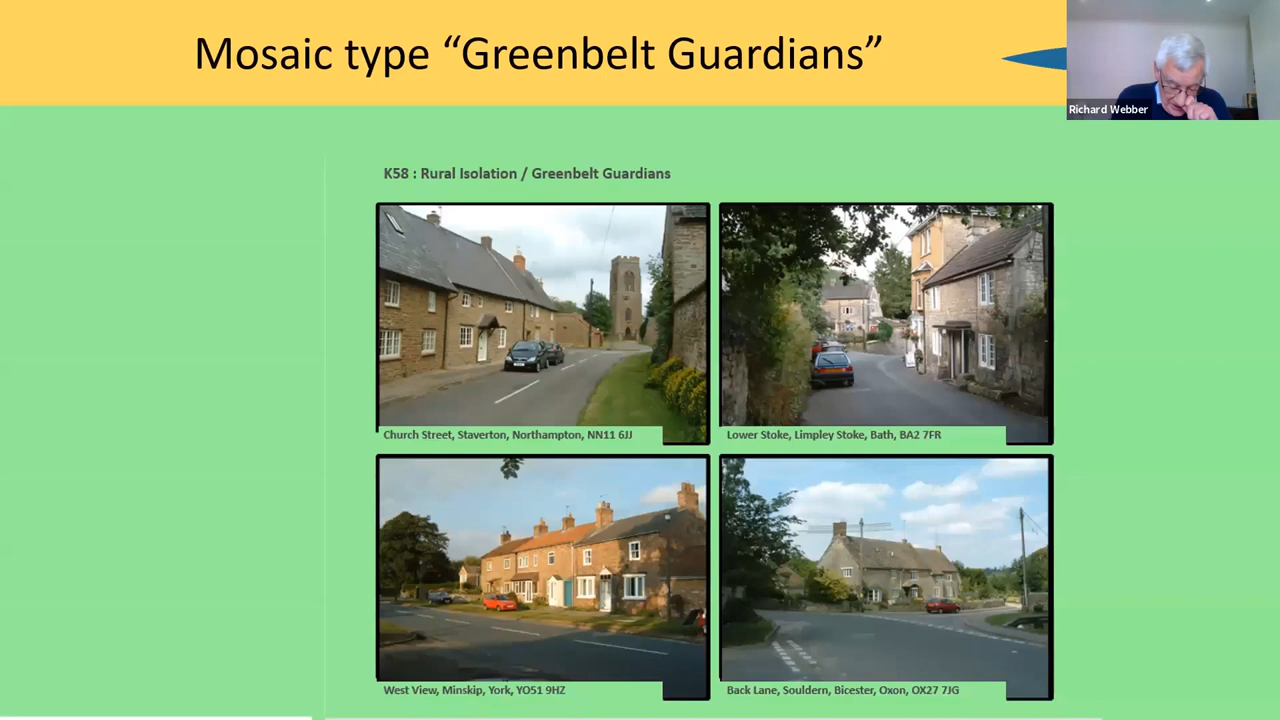 Mosaic type “Greenbelt Guardians”
Richard Webber
K58 : Rural Isolation / Greenbelt Guardians
Church Street, Staverton, Northampton, NN11 6JJ
Lower Stoke, Limpley Stoke, Bath, BA2 7FR
West View, Minskip, York, YO51 9HZ
Back Lane, Souldern, Bicester, Oxon, OX27 7JG